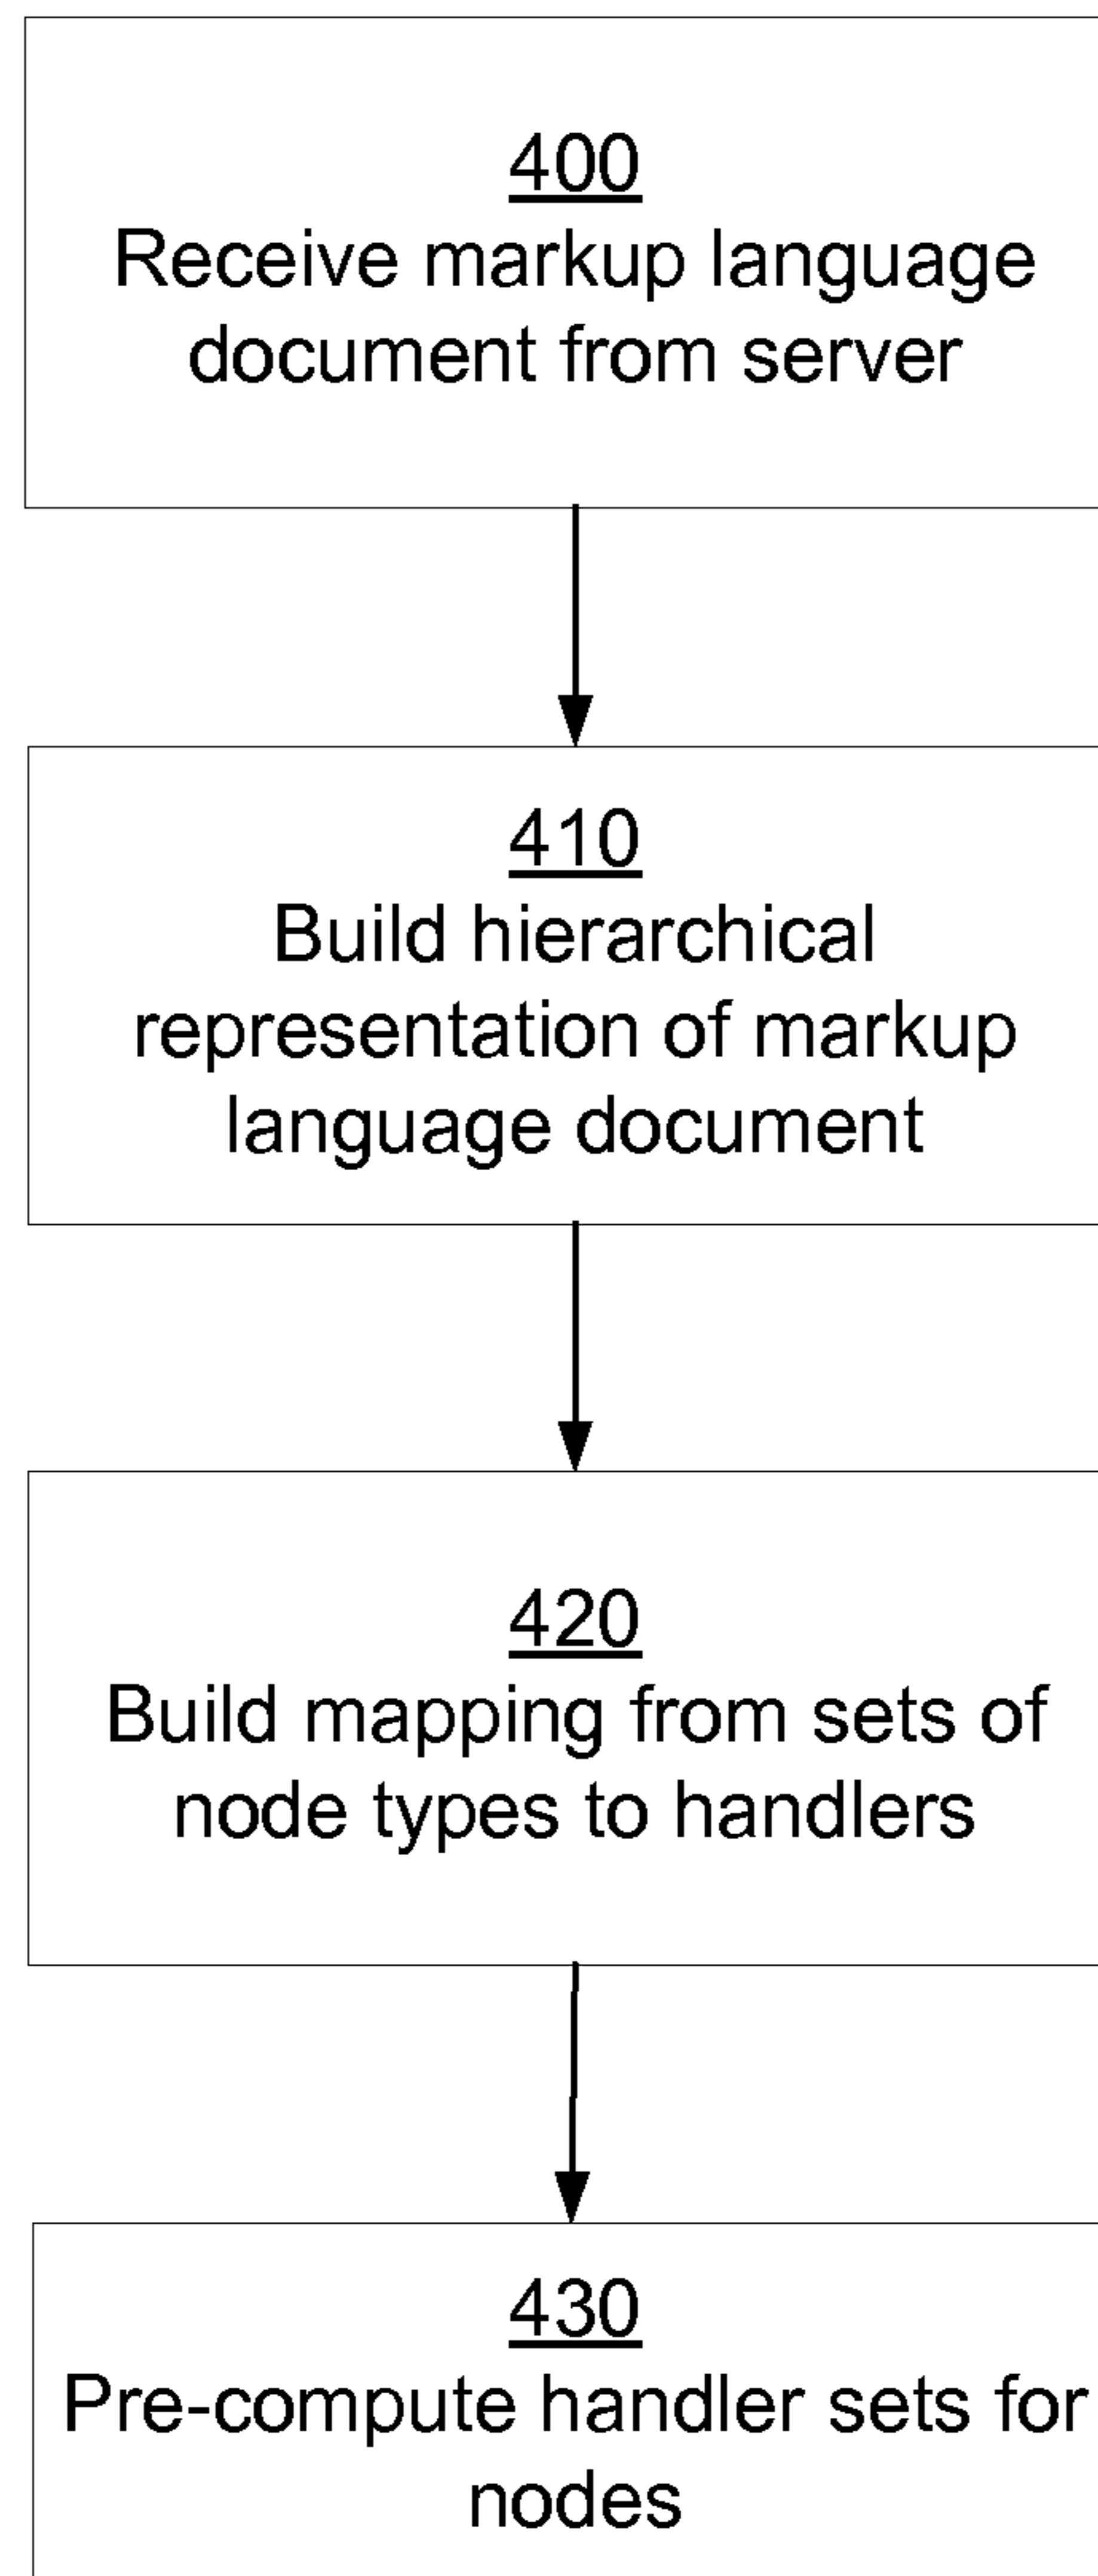 400
Receive markup language
document from server
410
Build hierarchical
representation of markup
language document
420
Build mapping from sets of
node types to handlers
430
Pre-compute handler sets for
nodes